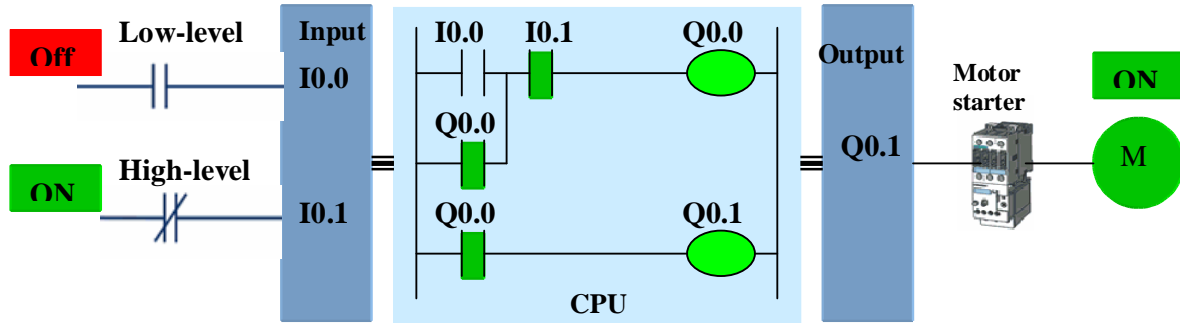 Off
Low-level
I0.0
ON
High-level
I0.1
Input
I0.0 I0.1 Q0.0
Q0.0
Q0.0 Q0.1
CPU
Output
Q0.1
Motor
starter
ON
M